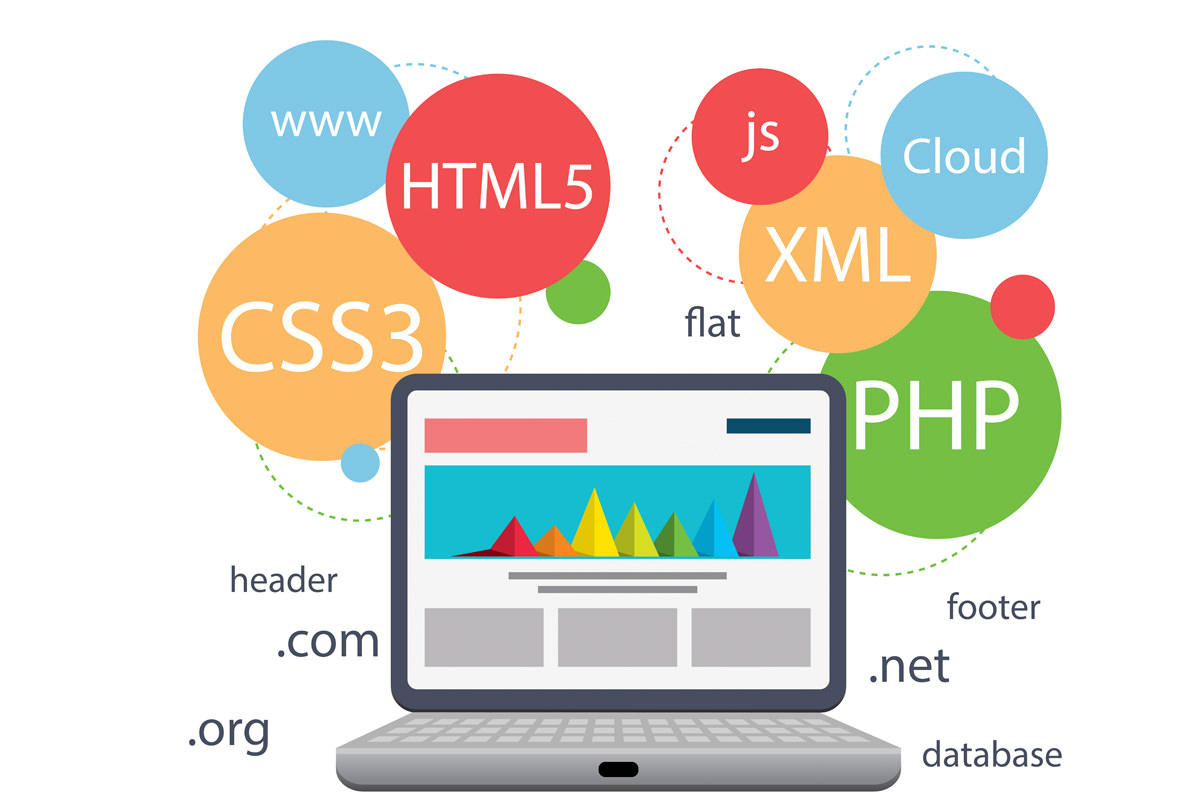 www
HTML5
CSS3
js
Cloud
XML
flat
PHP
header
.com
.org
footer
.net
database